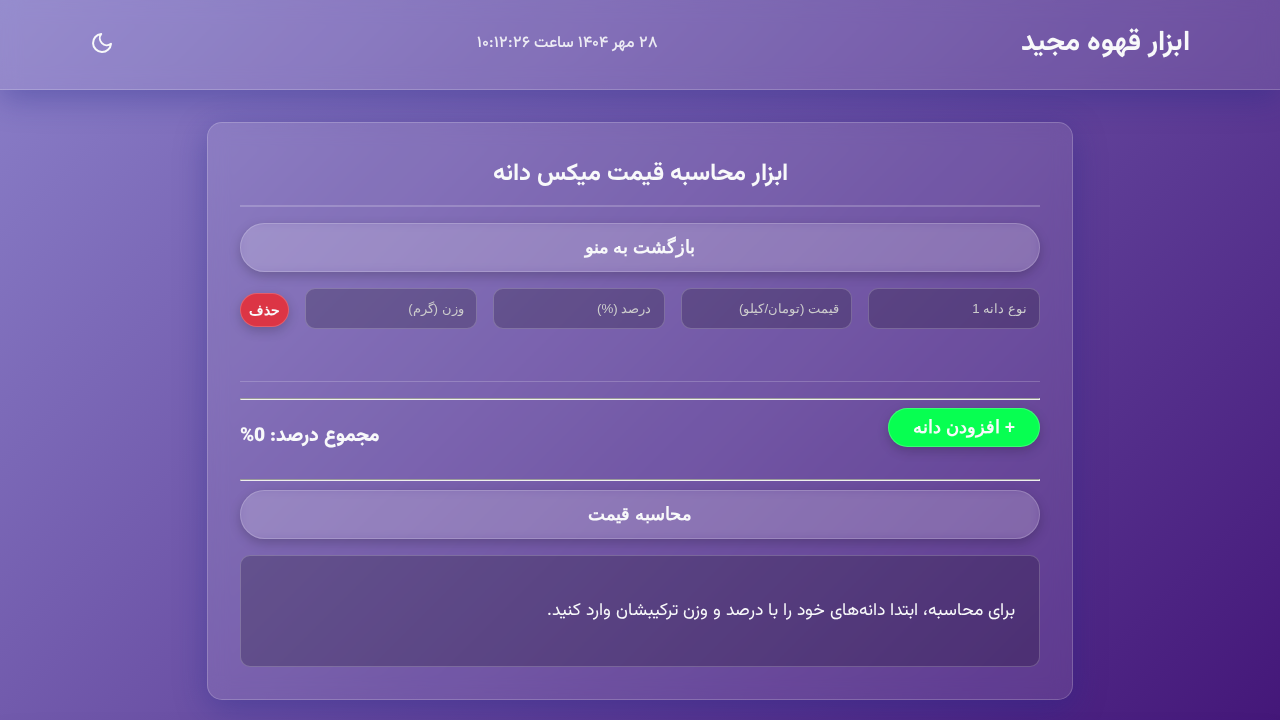 ابزار قهوه مجید
۲۸ مهر ۱۴۰۴ ساعت ۱۰:۱۲:۲۶
ابزار محاسبه قیمت میکس دانه
بازگشت به منو
نوع دانه 1
قیمت (تومان/کیلو)
درصد (%)
وزن (گرم)
حذف
+ افزودن دانه
مجموع درصد: 0%
محاسبه قیمت
برای محاسبه، ابتدا دانه‌های خود را با درصد و وزن ترکیبشان وارد کنید.